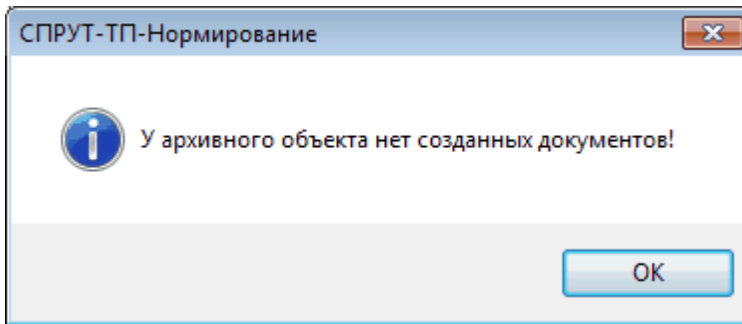 СПРУТ-ТП-Нормирование
У архивного объекта нет созданных документов!
OK